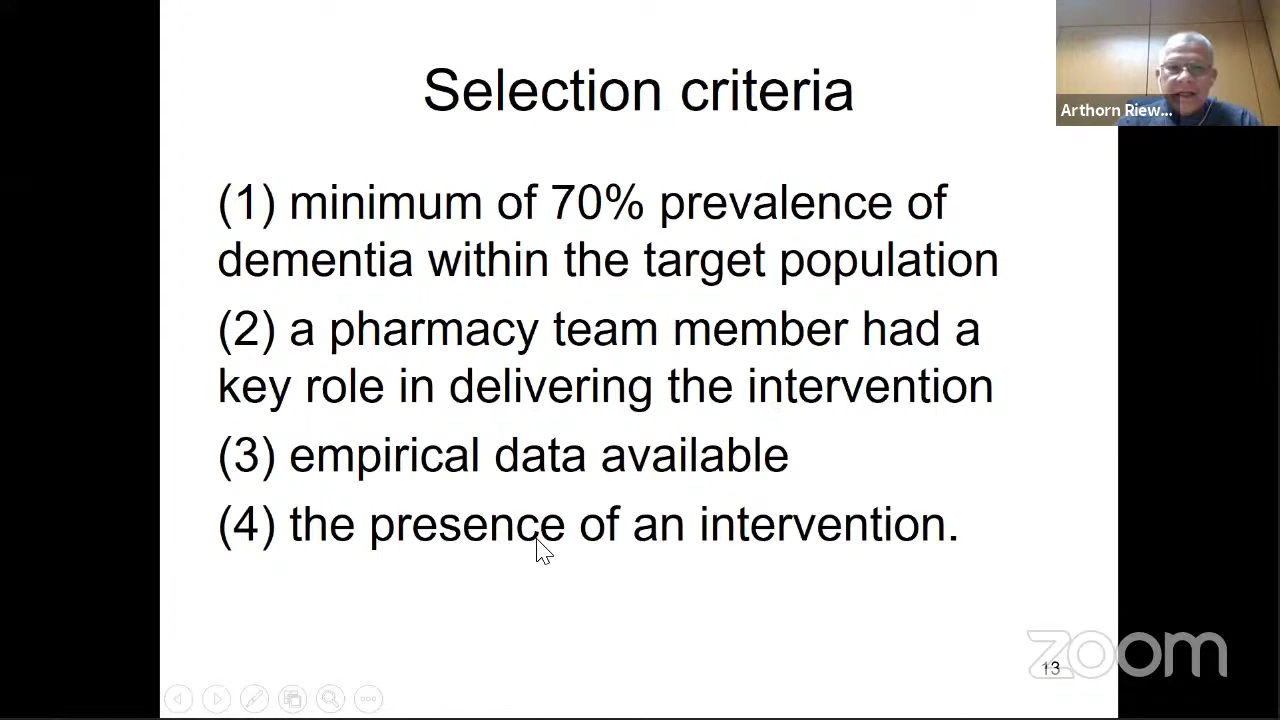 Selection criteria
Arthorn Riew...
(1) minimum of 70% prevalence of
dementia within the target population
(2) a pharmacy team member had a
key role in delivering the intervention
(3) empirical data available
(4) the presence of an intervention.
zoom
13